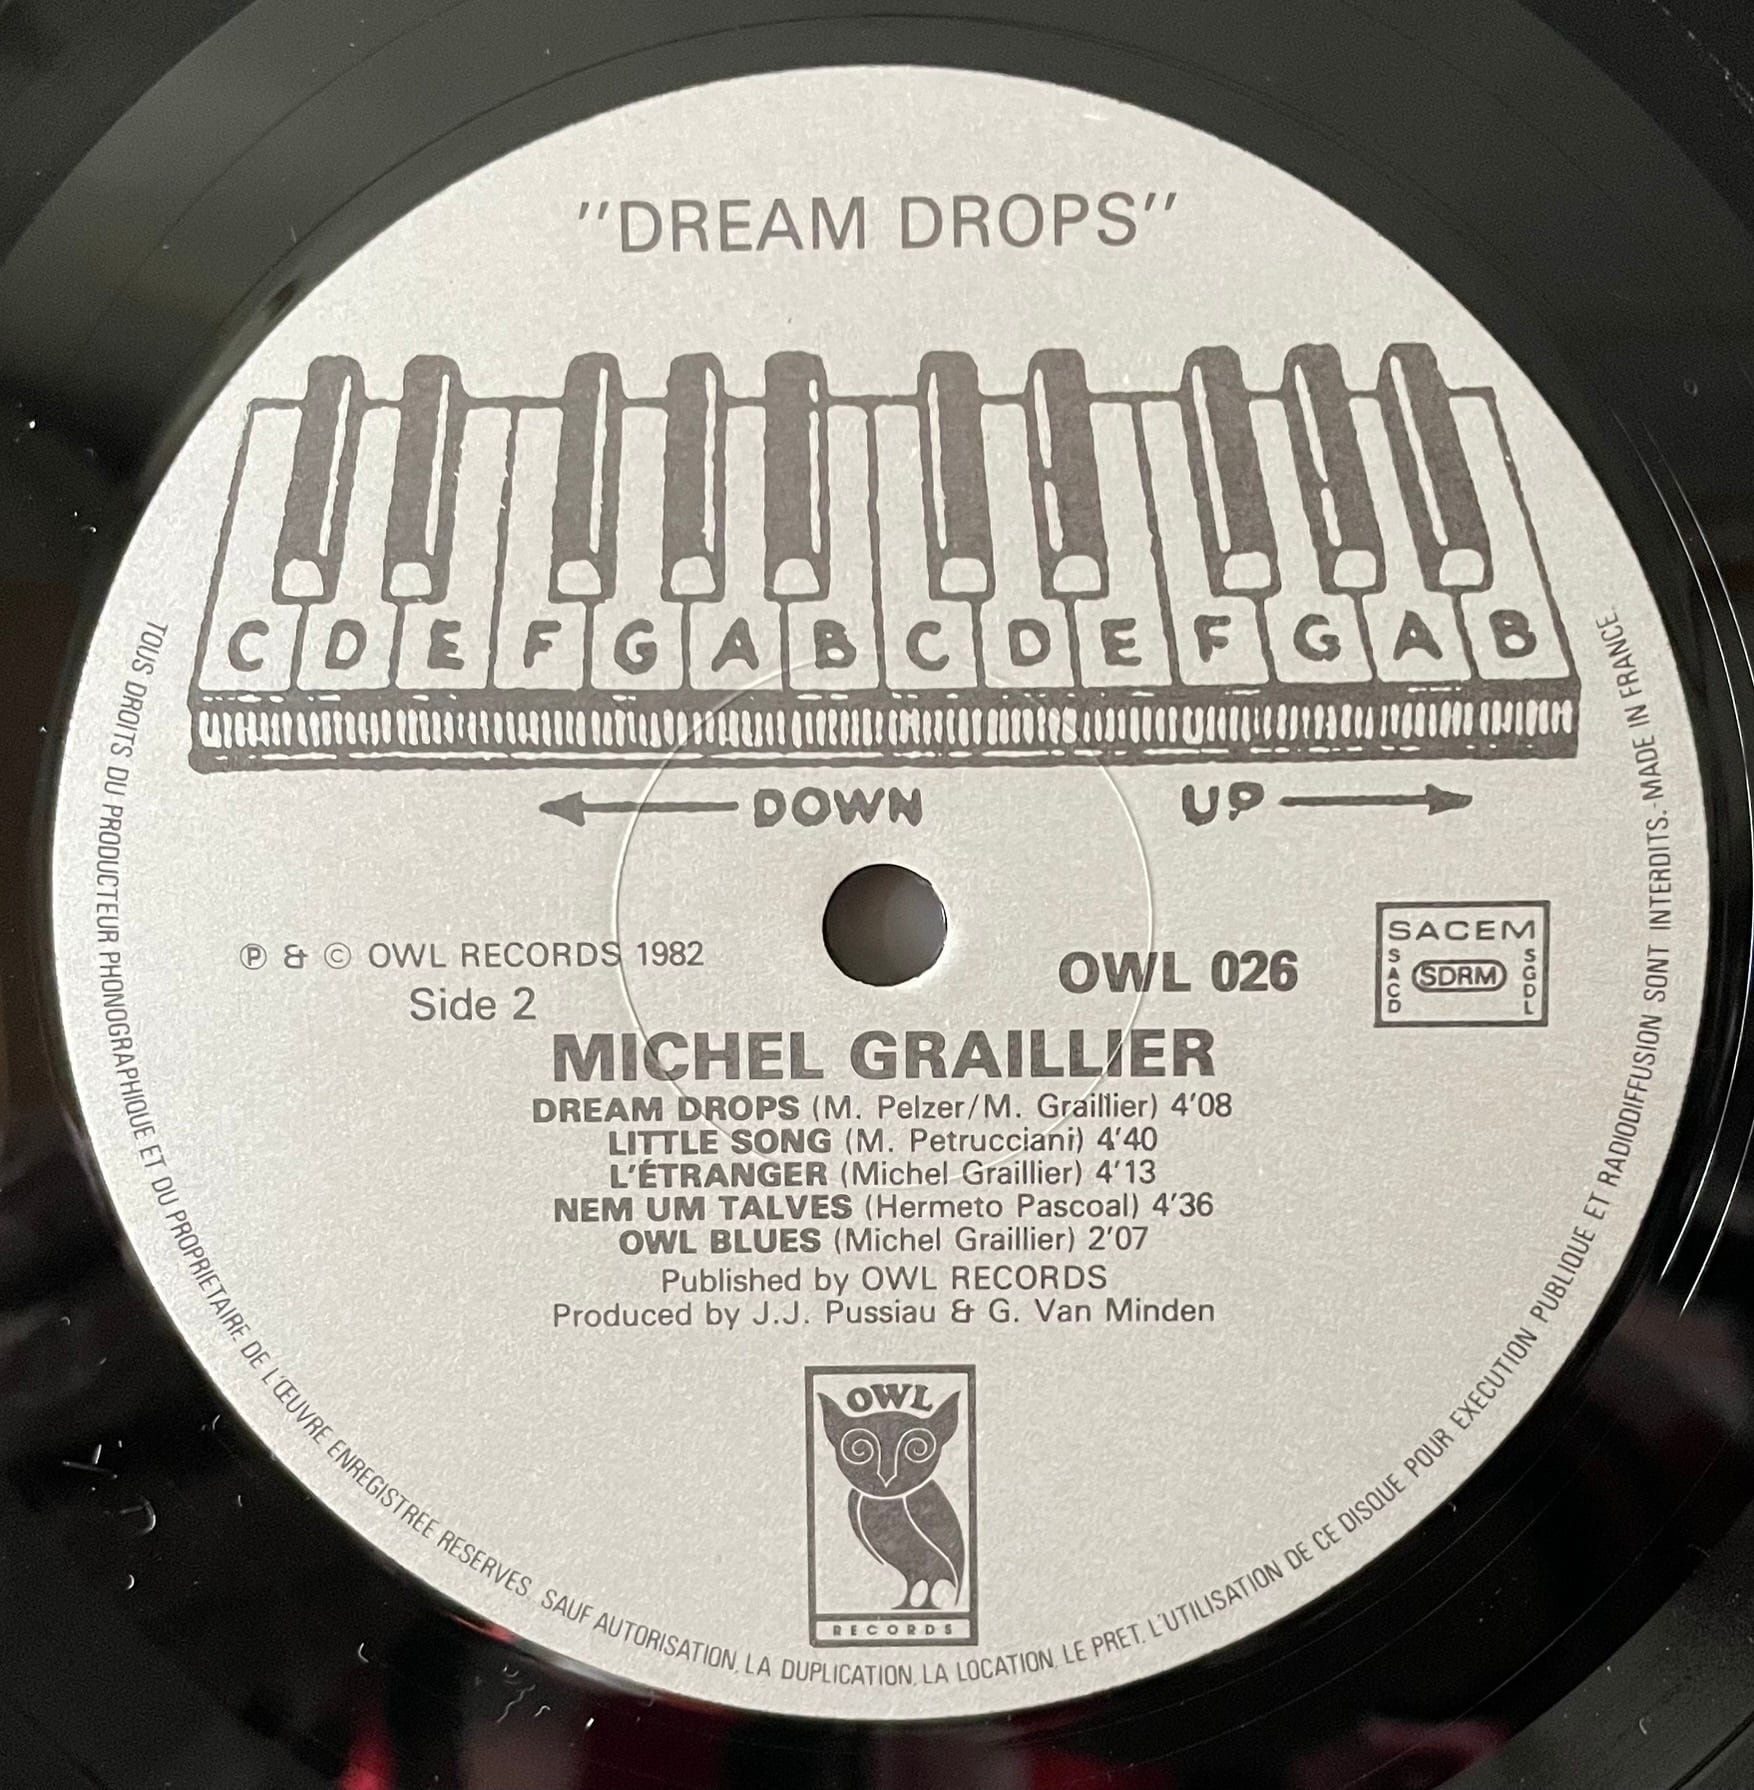 "DREAM DROPS"
C D E F G A B C D E F G A B
DOWN UP
℗ & © OWL RECORDS 1982
Side 2
OWL 026
SACEM
SACD
SDRM
SGDL
MICHEL GRAILLIER
DREAM DROPS (M. Pelzer/M. Graillier) 4'08
LITTLE SONG (M. Petrucciani) 4'40
L'ÉTRANGER (Michel Graillier) 4'13
NEM UM TALVES (Hermeto Pascoal) 4'36
OWL BLUES (Michel Graillier) 2'07
Published by OWL RECORDS
Produced by J.J. Pussiau & G. Van Minden
OWL
RECORDS
TOUS DROITS DU PRODUCTEUR PHONOGRAPHIQUE ET DU PROPRIETAIRE DE L'ŒUVRE ENREGISTREE RESERVES. SAUF AUTORISATION, LA DUPLICATION, LA LOCATION, LE PRET, L'UTILISATION DE CE DISQUE POUR EXECUTION PUBLIQUE ET RADIODIFFUSION SONT INTERDITS.-MADE IN FRANCE.